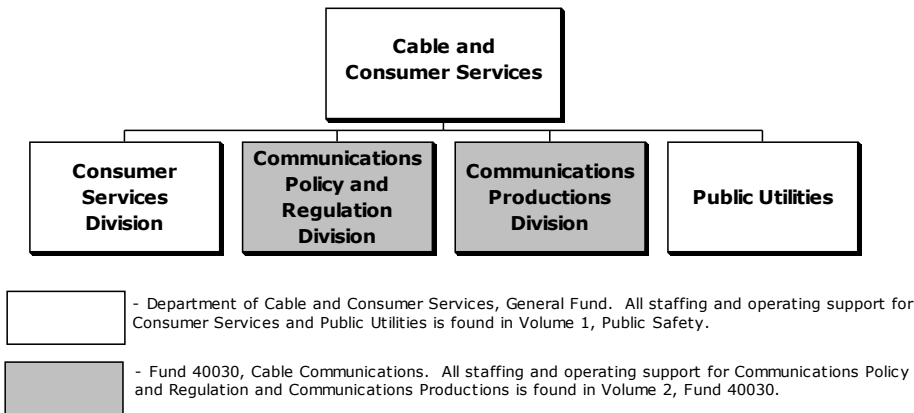 Cable and
Consumer Services
Consumer
Services
Division
Communications
Policy and
Regulation
Division
Communications
Productions
Division
Public Utilities
- Department of Cable and Consumer Services, General Fund. All staffing and operating support for
Consumer Services and Public Utilities is found in Volume 1, Public Safety.
- Fund 40030, Cable Communications. All staffing and operating support for Communications Policy
and Regulation and Communications Productions is found in Volume 2, Fund 40030.